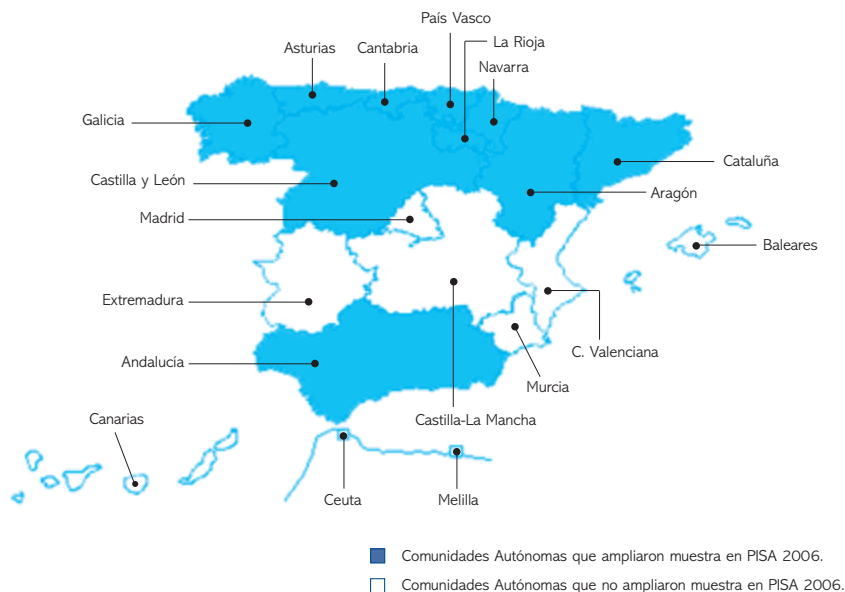 País Vasco
La Rioja
Asturias
Cantabria
Navarra
Galicia
Cataluña
Castilla y León
Aragón
Madrid
Baleares
Extremadura
C. Valenciana
Andalucía
Murcia
Canarias
Castilla-La Mancha
Ceuta
Melilla
Comunidades Autónomas que ampliaron muestra en PISA 2006.
Comunidades Autónomas que no ampliaron muestra en PISA 2006.